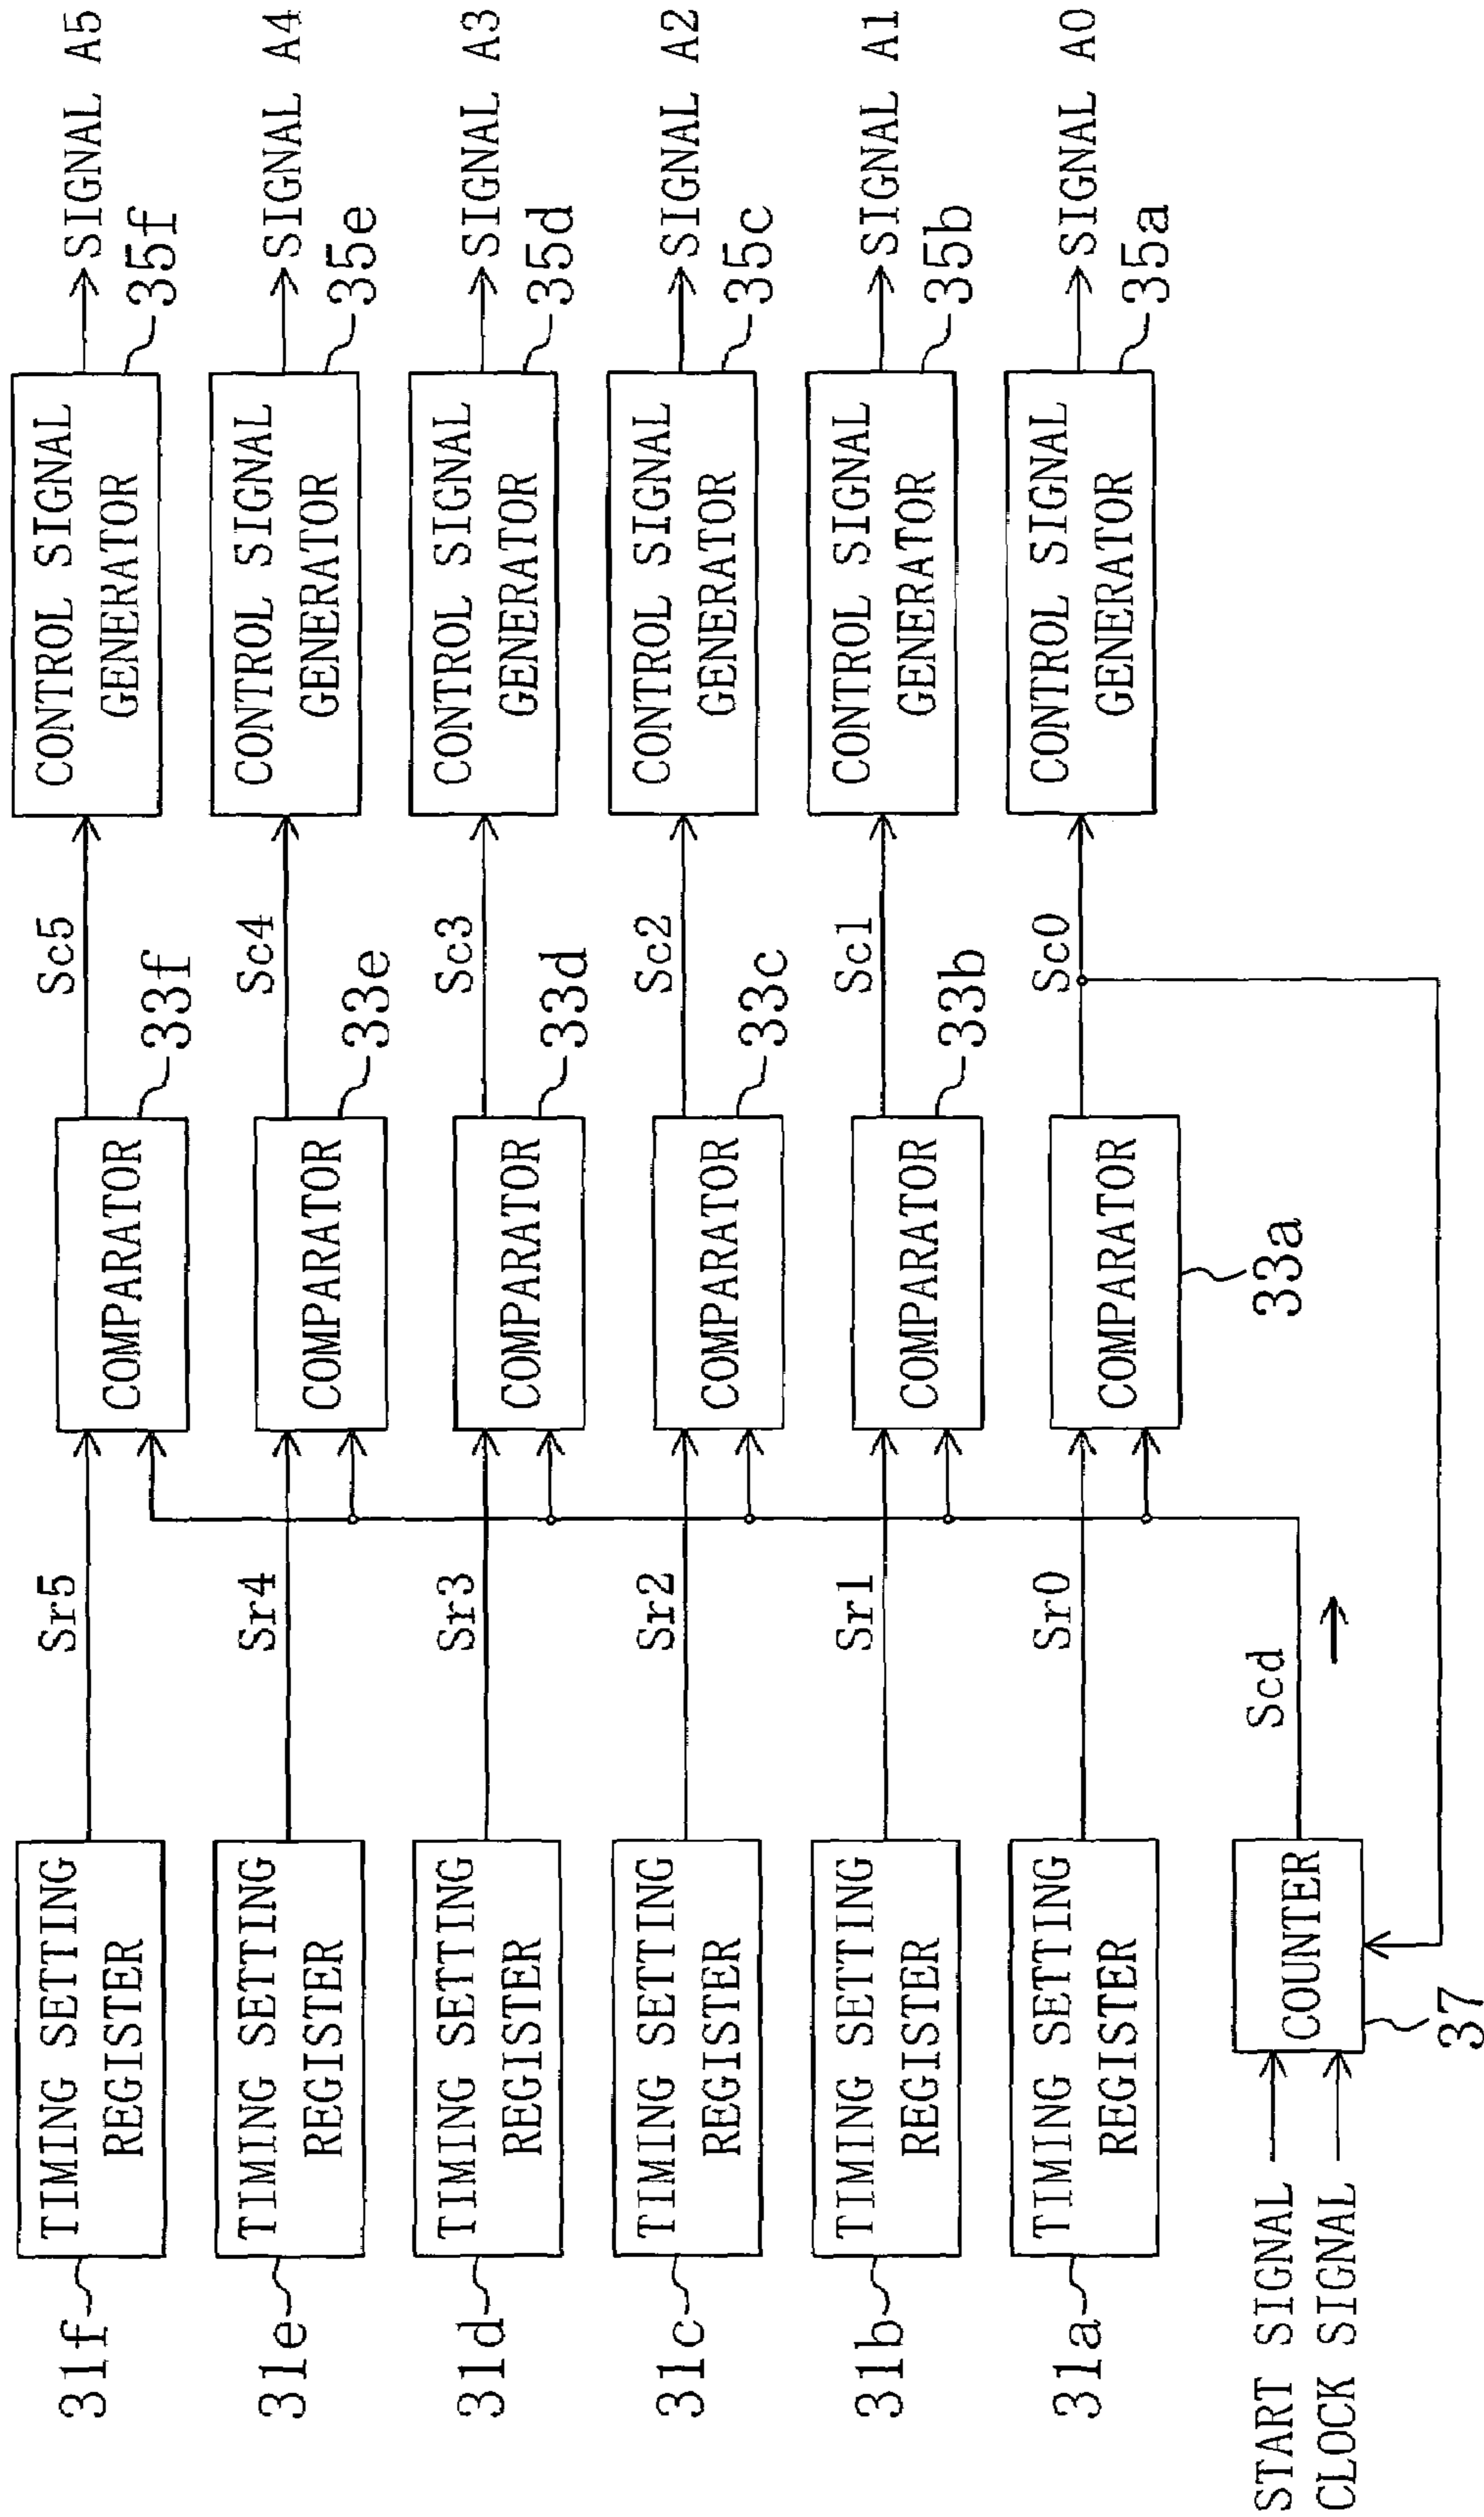 31f
TIMING SETTING
REGISTER
Sr5
COMPARATOR
33f
Sc5
CONTROL SIGNAL
GENERATOR
35f
SIGNAL A5
31e
TIMING SETTING
REGISTER
Sr4
COMPARATOR
33e
Sc4
CONTROL SIGNAL
GENERATOR
35e
SIGNAL A4
31d
TIMING SETTING
REGISTER
Sr3
COMPARATOR
33d
Sc3
CONTROL SIGNAL
GENERATOR
35d
SIGNAL A3
31c
TIMING SETTING
REGISTER
Sr2
COMPARATOR
33c
Sc2
CONTROL SIGNAL
GENERATOR
35c
SIGNAL A2
31b
TIMING SETTING
REGISTER
Sr1
COMPARATOR
33b
Sc1
CONTROL SIGNAL
GENERATOR
35b
SIGNAL A1
31a
TIMING SETTING
REGISTER
Sr0
COMPARATOR
33a
Sc0
CONTROL SIGNAL
GENERATOR
35a
SIGNAL A0
START SIGNAL
CLOCK SIGNAL
COUNTER
37
Scd